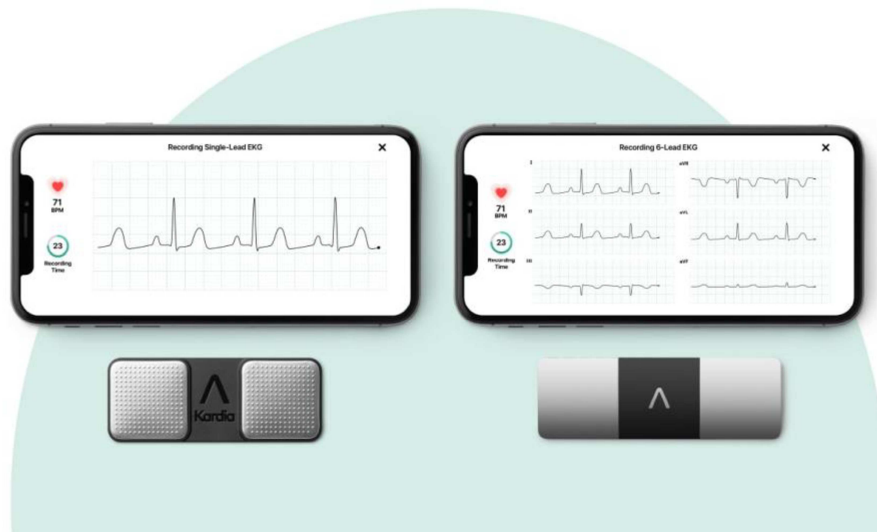 Recording Single-Lead EKG
71
BPM
23
Recording
Time
Kardia
Recording 6-Lead EKG
71
BPM
23
Recording
Time
I
II
III
aVR
aVL
aVF